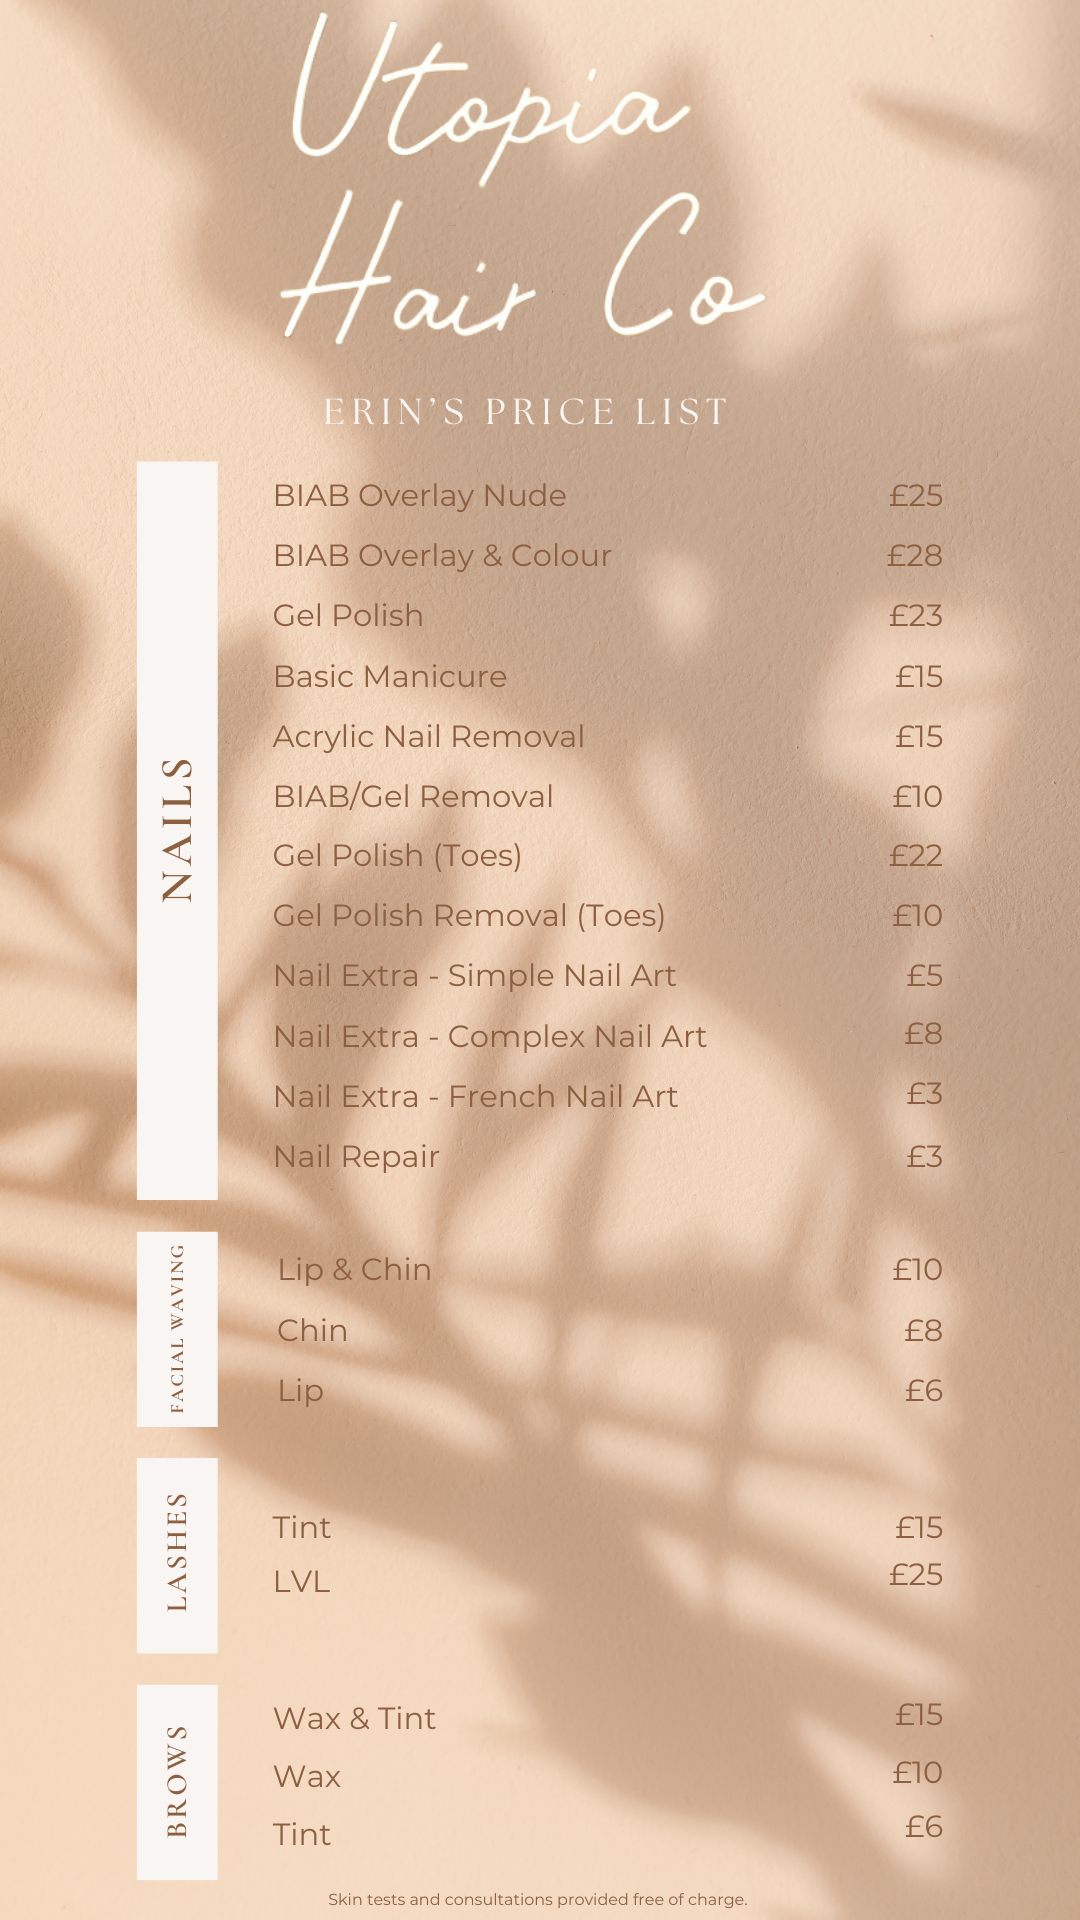 Utopia
Hair Co
ERIN'S PRICE LIST
NAILS
BIAB Overlay Nude £25
BIAB Overlay & Colour £28
Gel Polish £23
Basic Manicure £15
Acrylic Nail Removal £15
BIAB/Gel Removal £10
Gel Polish (Toes) £22
Gel Polish Removal (Toes) £10
Nail Extra - Simple Nail Art £5
Nail Extra - Complex Nail Art £8
Nail Extra - French Nail Art £3
Nail Repair £3
FACIAL WAVING
Lip & Chin £10
Chin £8
Lip £6
LASHES
Tint £15
LVL £25
BROWS
Wax & Tint £15
Wax £10
Tint £6
Skin tests and consultations provided free of charge.